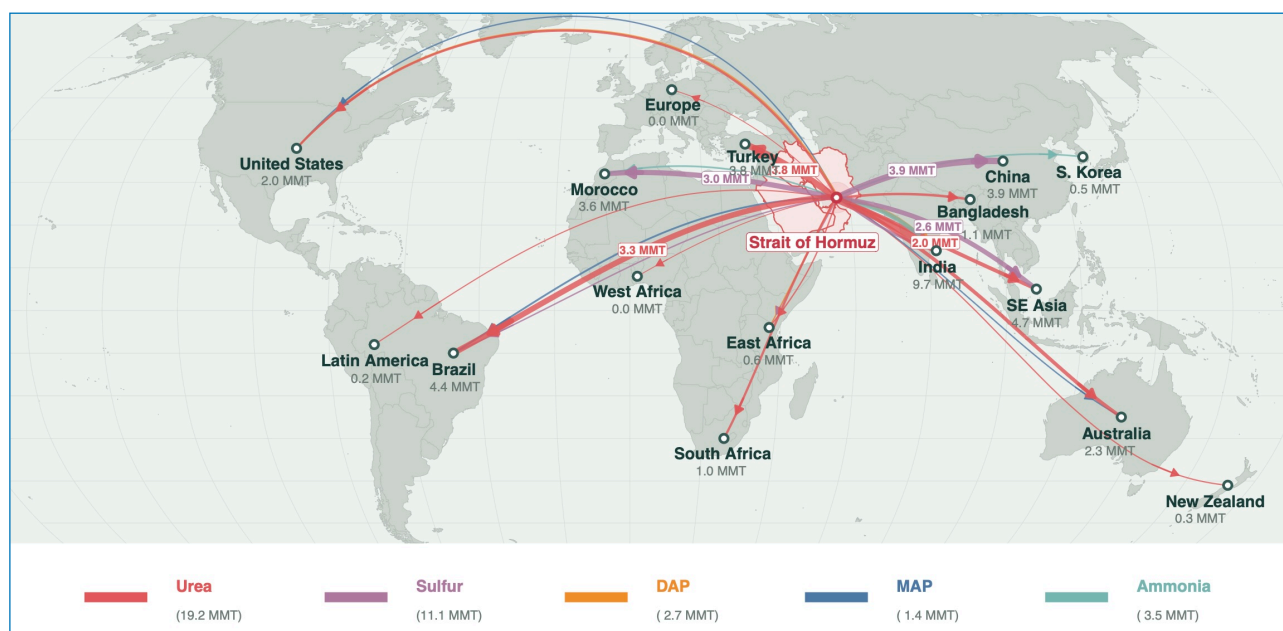 Europe
0.0 MMT
Turkey
3.8 MMT
3.8 MMT
United States
2.0 MMT
Morocco
3.6 MMT
3.0 MMT
3.9 MMT
China
3.9 MMT
S. Korea
0.5 MMT
Bangladesh
1.1 MMT
2.6 MMT
2.0 MMT
Strait of Hormuz
3.3 MMT
India
9.7 MMT
West Africa
0.0 MMT
SE Asia
4.7 MMT
East Africa
0.6 MMT
Latin America
0.2 MMT
Brazil
4.4 MMT
Australia
2.3 MMT
South Africa
1.0 MMT
New Zealand
0.3 MMT
Urea
(19.2 MMT)
Sulfur
(11.1 MMT)
DAP
( 2.7 MMT)
MAP
( 1.4 MMT)
Ammonia
( 3.5 MMT)